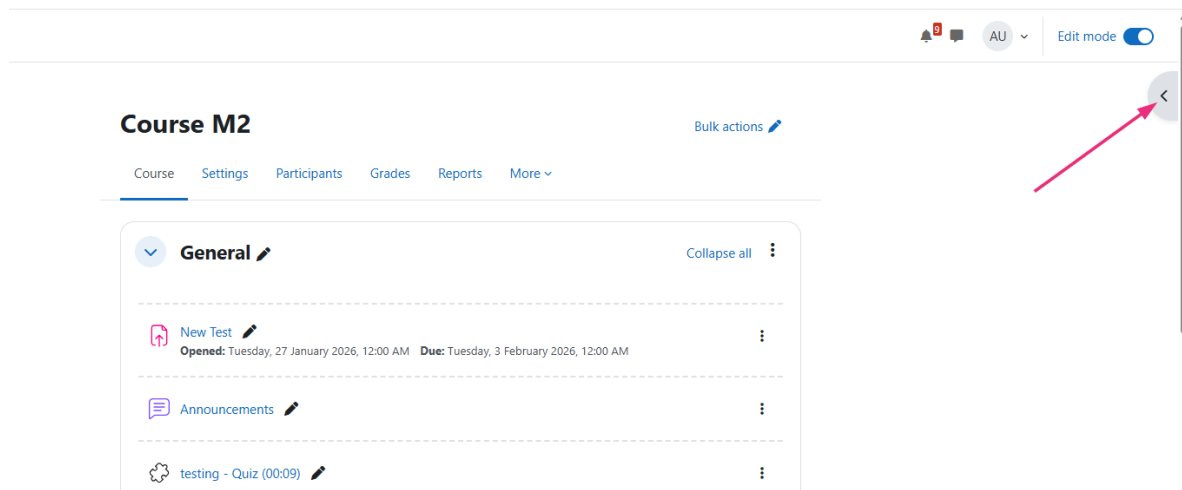 9
AU
Edit mode
Course M2
Bulk actions
Course Settings Participants Grades Reports More
General
Collapse all
New Test
Opened: Tuesday, 27 January 2026, 12:00 AM Due: Tuesday, 3 February 2026, 12:00 AM
Announcements
testing - Quiz (00:09)